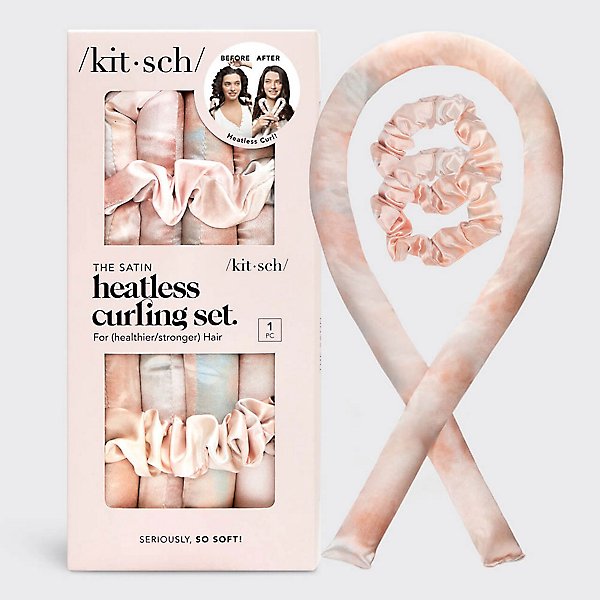 /kit·sch/
BEFORE AFTER
Heatless Curl!
THE SATIN
/kit·sch/
heatless
curling set.
For (healthier/stronger) Hair
1
PC
SERIOUSLY, SO SOFT!